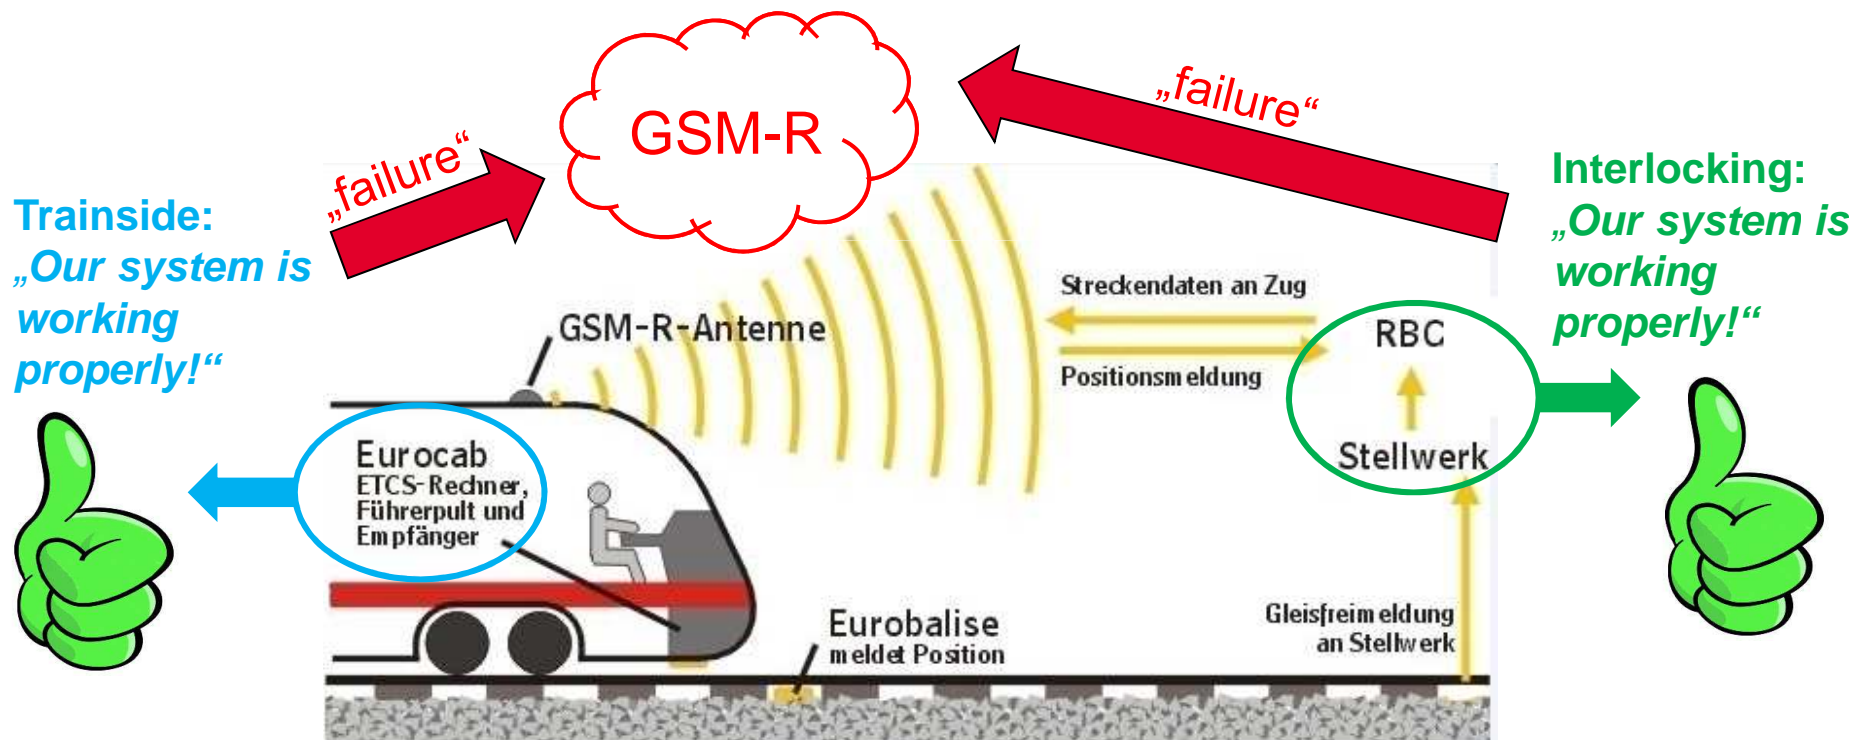 GSM-R
„failure“
„failure“
Trainside:
„Our system is
working
properly!“
Interlocking:
„Our system is
working
properly!“
GSM-R-Antenne
Streckendaten an Zug
Positionsmeldung
RBC
Stellwerk
Eurocab
ETCS-Rechner,
Führerpult und
Empfänger
Eurobalise
meldet Position
Gleisfreimeldung
an Stellwerk